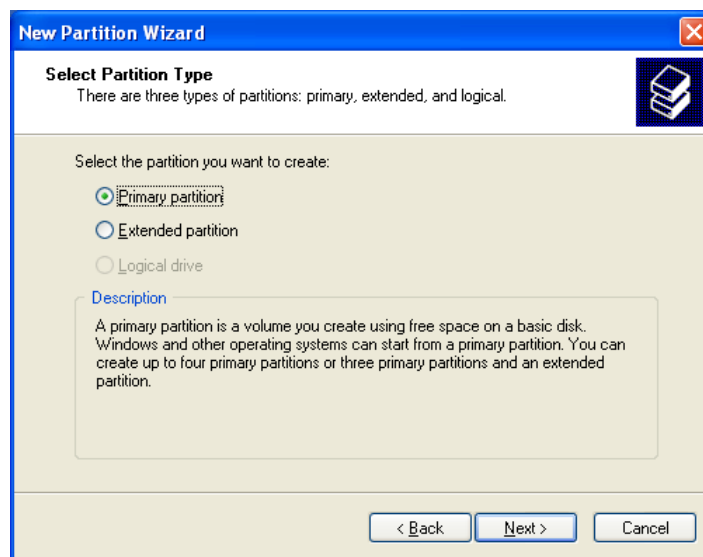 New Partition Wizard
Select Partition Type
There are three types of partitions: primary, extended, and logical.
Select the partition you want to create:
Primary partition
Extended partition
Logical drive
Description
A primary partition is a volume you create using free space on a basic disk.
Windows and other operating systems can start from a primary partition. You can
create up to four primary partitions or three primary partitions and an extended
partition.
< Back Next > Cancel